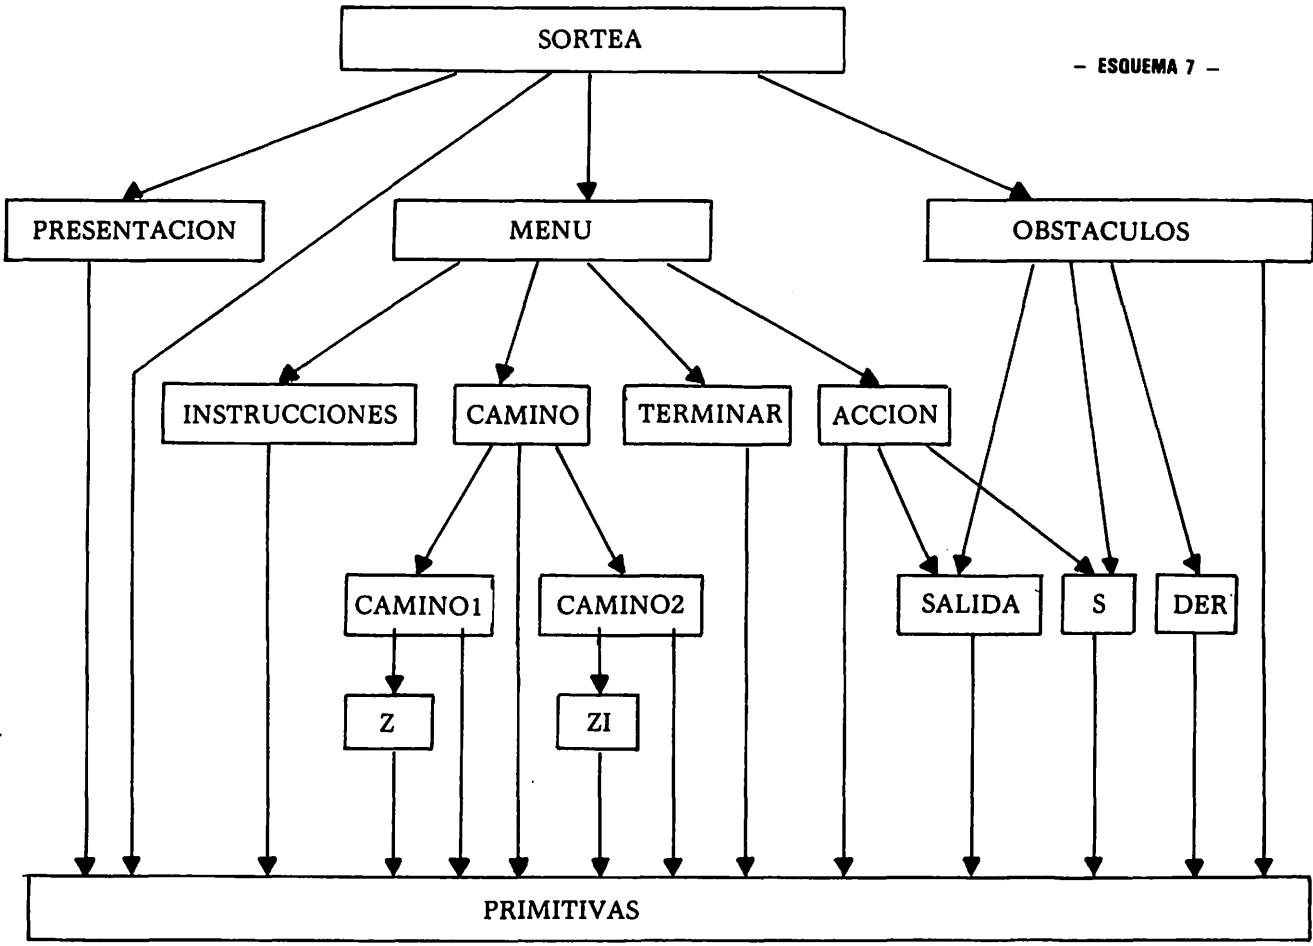 SORTEA
– ESQUEMA 7 –
PRESENTACION
MENU
OBSTACULOS
INSTRUCCIONES
CAMINO
TERMINAR
ACCION
CAMINO1
CAMINO2
SALIDA
S
DER
Z
ZI
PRIMITIVAS